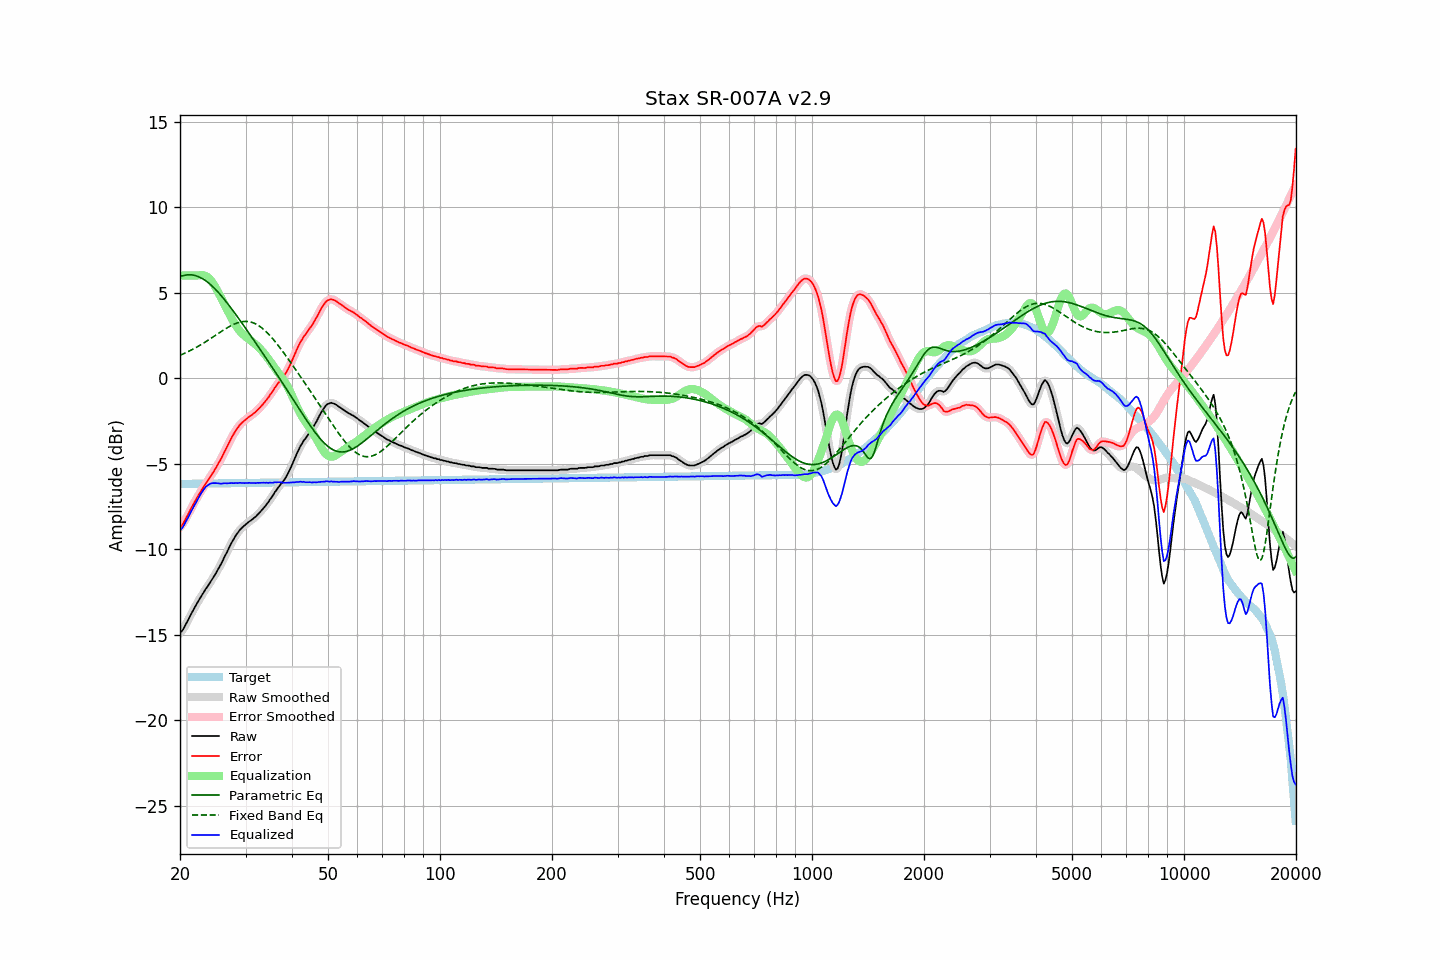 Stax SR-007A v2.9
15
10
5
0
−5
−10
−15
−20
−25
Amplitude (dBr)
Target
Raw Smoothed
Error Smoothed
Raw
Error
Equalization
Parametric Eq
Fixed Band Eq
Equalized
20
50
100
200
500
1000
2000
5000
10000
20000
Frequency (Hz)